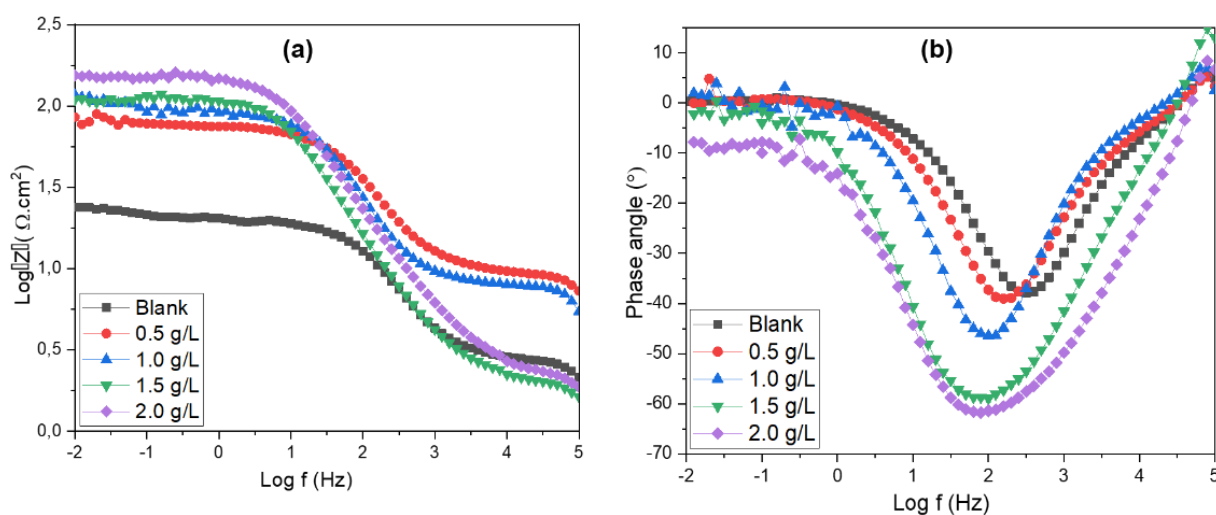 (a)
Log|Z|( Ω.cm²)
2,5
2,0
1,5
1,0
0,5
0,0
Blank
0.5 g/L
1.0 g/L
1.5 g/L
2.0 g/L
-2 -1 0 1 2 3 4 5
Log f (Hz)
(b)
Phase angle (°)
10
0
-10
-20
-30
-40
-50
-60
-70
Blank
0.5 g/L
1.0 g/L
1.5 g/L
2.0 g/L
-2 -1 0 1 2 3 4 5
Log f (Hz)